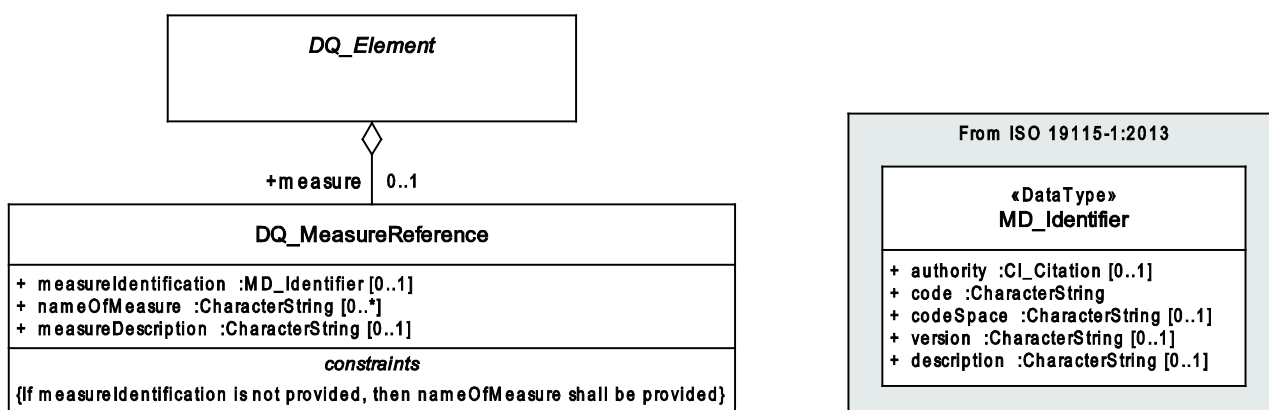 DQ_Element
+measure 0..1
DQ_MeasureReference
+ measureIdentification :MD_Identifier [0..1]
+ nameOfMeasure :CharacterString [0..*]
+ measureDescription :CharacterString [0..1]
constraints
{If measureIdentification is not provided, then nameOfMeasure shall be provided}
From ISO 19115-1:2013
«DataType»
MD_Identifier
+ authority :CI_Citation [0..1]
+ code :CharacterString
+ codeSpace :CharacterString [0..1]
+ version :CharacterString [0..1]
+ description :CharacterString [0..1]